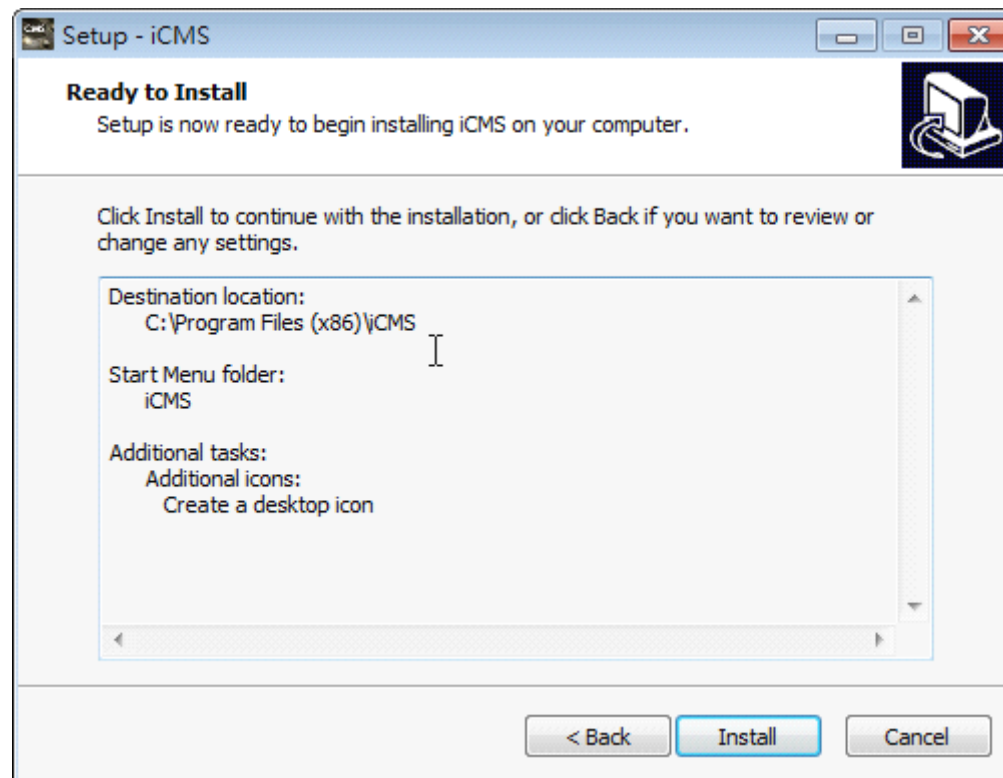 Setup - iCMS
Ready to Install
Setup is now ready to begin installing iCMS on your computer.
Click Install to continue with the installation, or click Back if you want to review or
change any settings.
Destination location:
C:\Program Files (x86)\iCMS
Start Menu folder:
iCMS
Additional tasks:
Additional icons:
Create a desktop icon
< Back
Install
Cancel